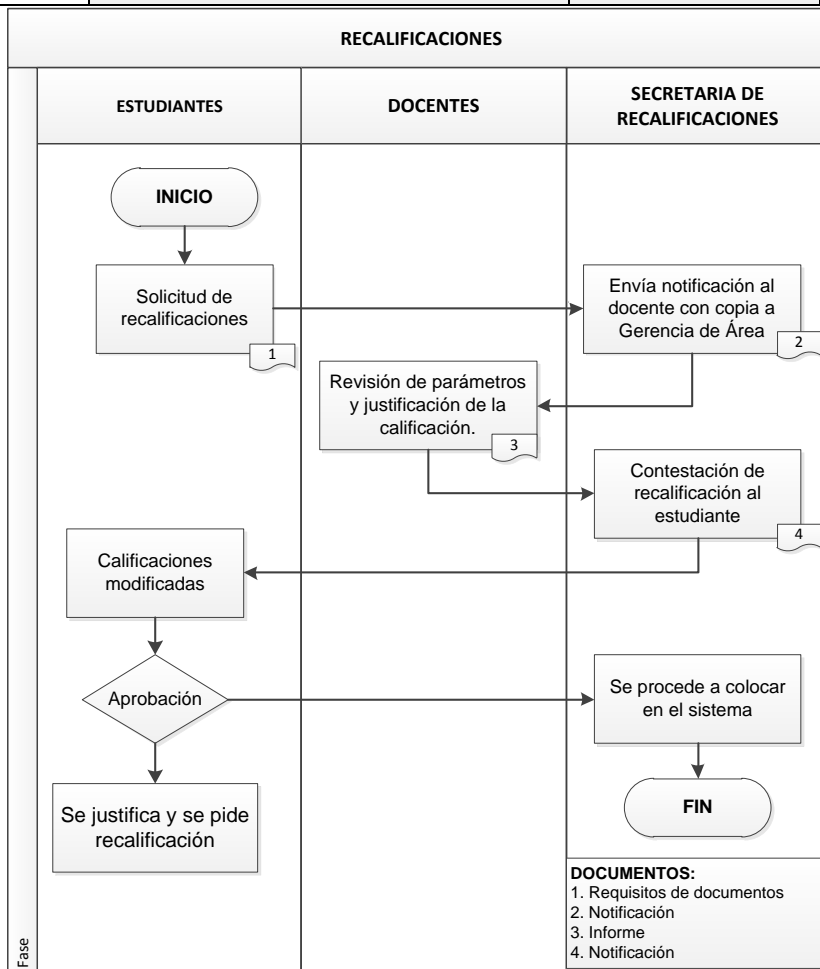 RECALIFICACIONES
ESTUDIANTES
DOCENTES
SECRETARIA DE
RECALIFICACIONES
INICIO
Solicitud de
recalificaciones
1
Envía notificación al
docente con copia a
Gerencia de Área
2
Revisión de parámetros
y justificación de la
calificación.
3
Contestación de
recalificación al
estudiante
4
Calificaciones
modificadas
Aprobación
Se procede a colocar
en el sistema
Se justifica y se pide
recalificación
FIN
DOCUMENTOS:
1. Requisitos de documentos
2. Notificación
3. Informe
4. Notificación
Fase